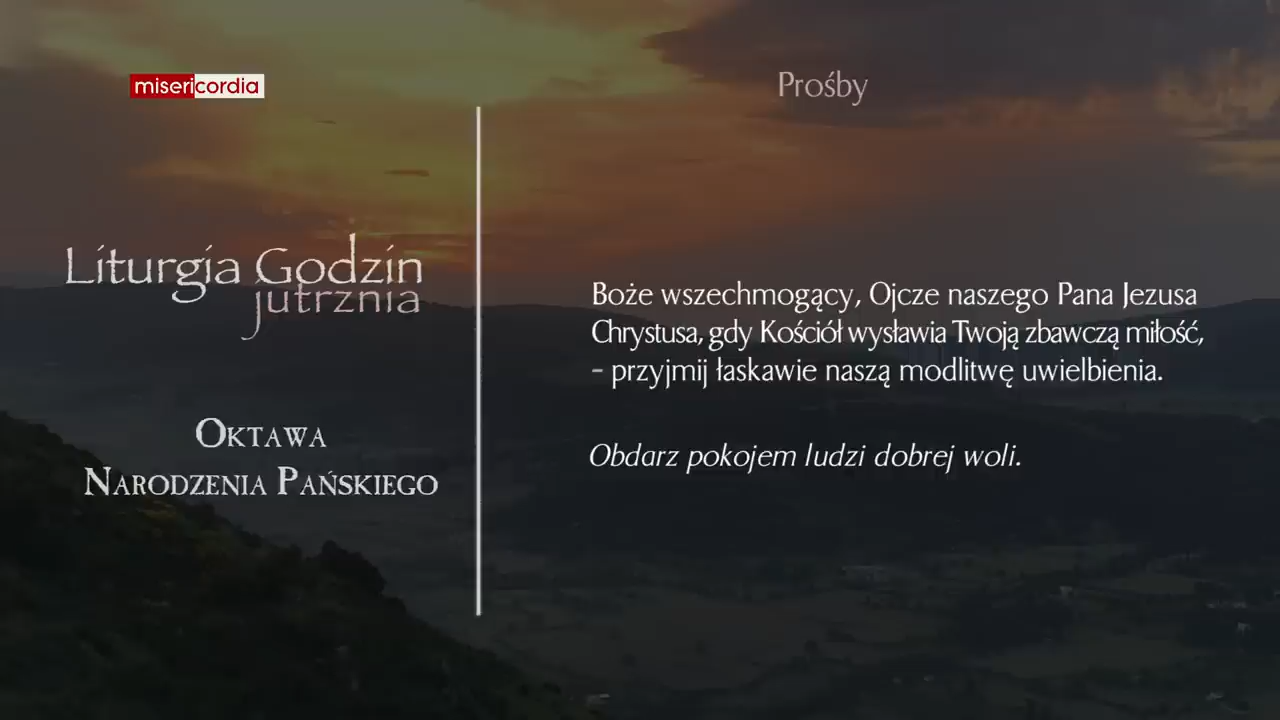 misericordia
Prośby
Liturgia Godzin
jutrznia
Oktawa
Narodzenia Pańskiego
Boże wszechmogący, Ojcze naszego Pana Jezusa
Chrystusa, gdy Kościół wysławia Twoją zbawczą miłość,
- przyjmij łaskawie naszą modlitwę uwielbienia.
Obdarz pokojem ludzi dobrej woli.